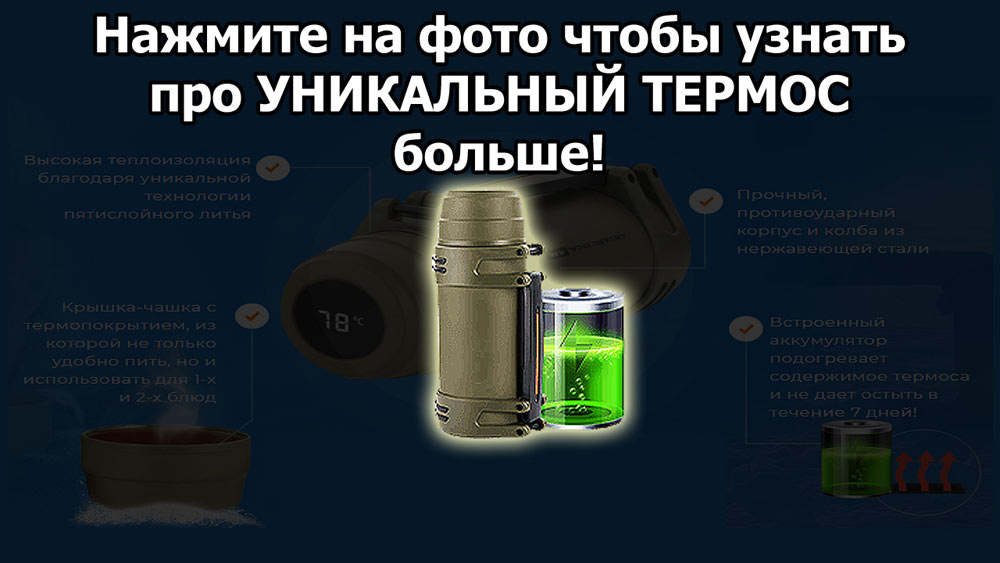 Нажмите на фото чтобы узнать
про УНИКАЛЬНЫЙ ТЕРМОС
больше!
Высокая теплоизоляция
благодаря уникальной
технологии
пятислойного литья
Прочный,
противоударный
корпус и колба из
нержавеющей стали
ANTARCTICA
78 °C
Крышка-чашка с
термопокрытием, из
которой не только
удобно пить, но и
использовать для 1-х
и 2-х блюд
Встроенный
аккумулятор
подогревает
содержимое термоса
и не дает остыть в
течение 7 дней!